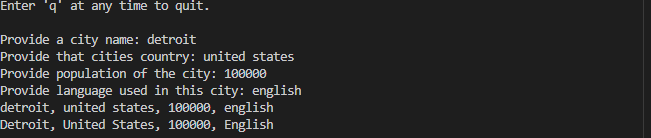 Enter 'q' at any time to quit.
Provide a city name: detroit
Provide that cities country: united states
Provide population of the city: 100000
Provide language used in this city: english
detroit, united states, 100000, english
Detroit, United States, 100000, English